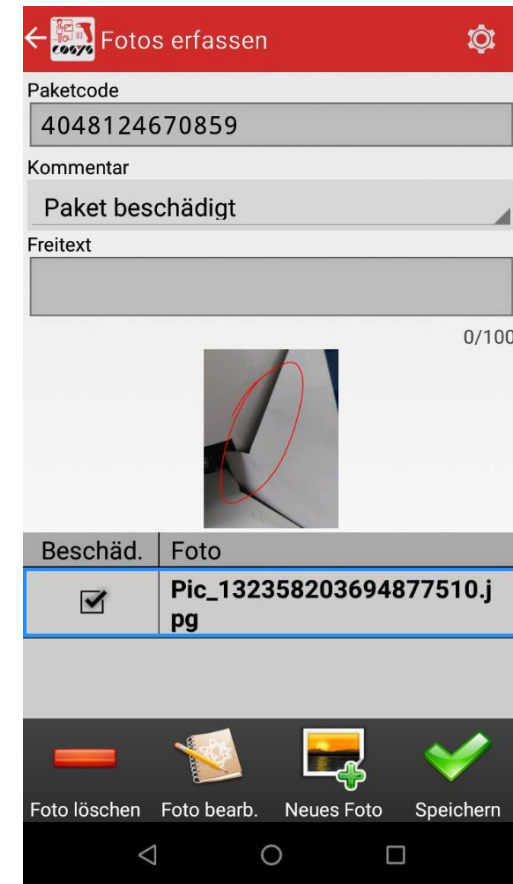 COSYS Fotos erfassen
Paketcode
4048124670859
Kommentar
Paket beschädigt
Freitext
0/100
Beschäd. Foto
Pic_132358203694877510.j
pg
Foto löschen Foto bearb. Neues Foto Speichern